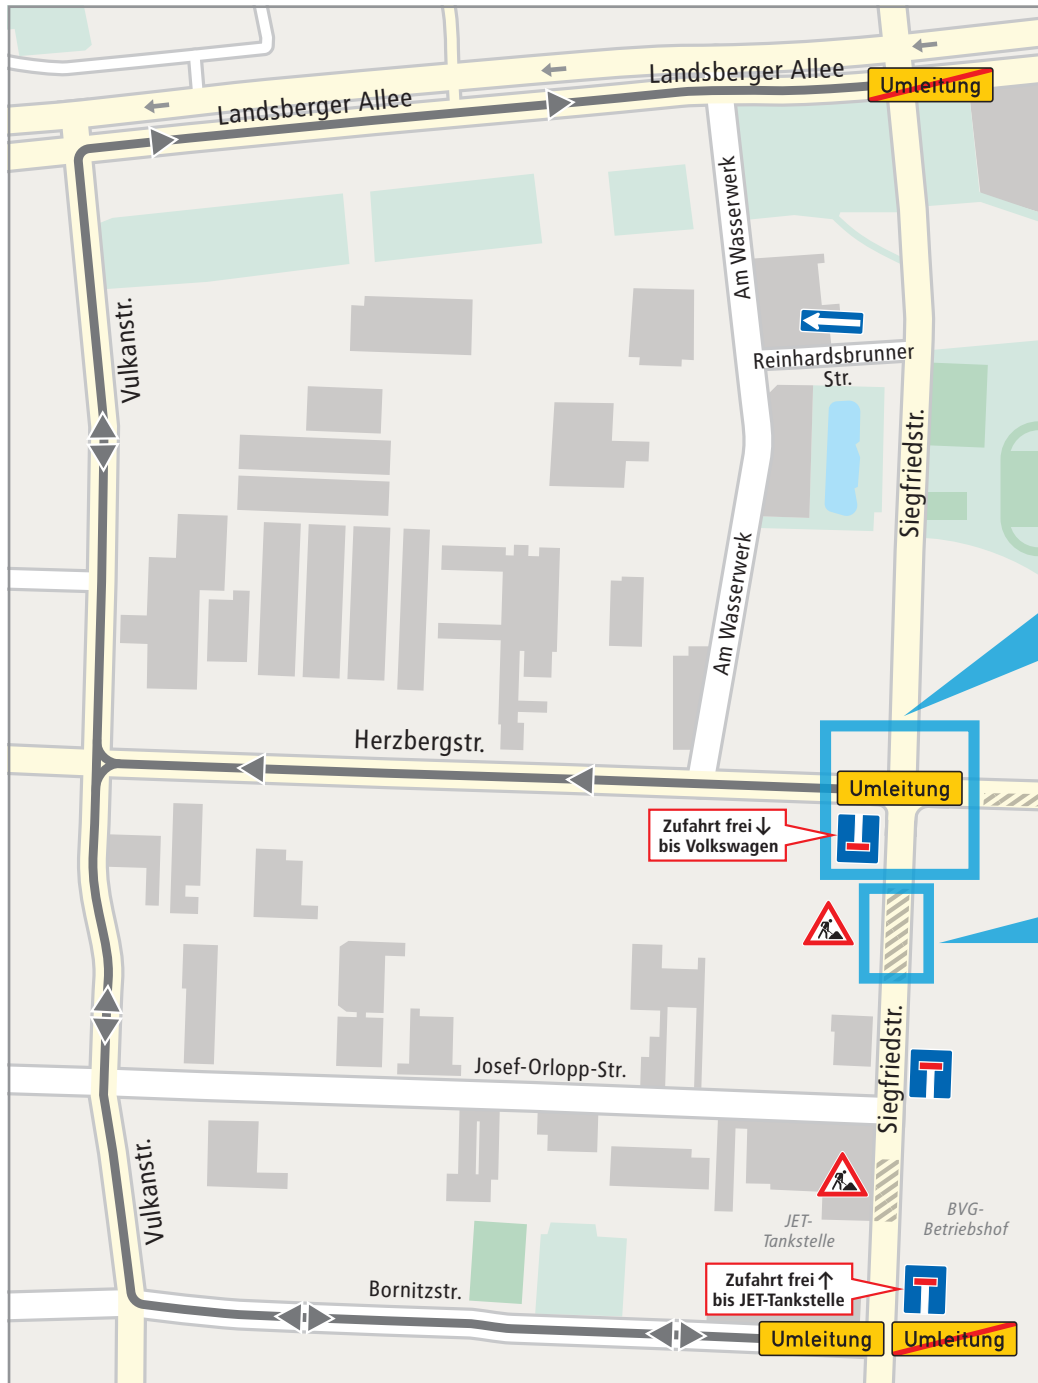 Landsberger Allee
Landsberger Allee
Umleitung
Am Wasserwerk
Vulkanstr.
Reinhardsbrunner
Str.
Siegfriedstr.
Am Wasserwerk
Herzbergstr.
Umleitung
Zufahrt frei ↓
bis Volkswagen
Siegfriedstr.
Josef-Orlopp-Str.
Vulkanstr.
JET-
Tankstelle
BVG-
Betriebshof
Bornitzstr.
Zufahrt frei ↑
bis JET-Tankstelle
Umleitung
Umleitung